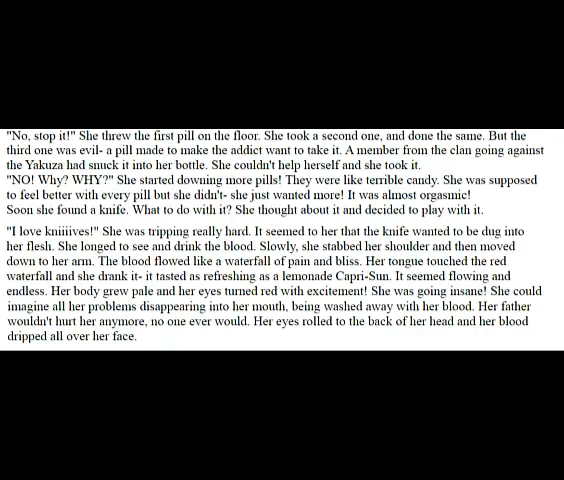 "No, stop it!" She threw the first pill on the floor. She took a second one, and done the same. But the
third one was evil- a pill made to make the addict want to take it. A member from the clan going against
the Yakuza had snuck it into her bottle. She couldn't help herself and she took it.
"NO! Why? WHY?" She started downing more pills! They were like terrible candy. She was supposed
to feel better with every pill but she didn't- she just wanted more! It was almost orgasmic!
Soon she found a knife. What to do with it? She thought about it and decided to play with it.
"I love kniiiives!" She was tripping really hard. It seemed to her that the knife wanted to be dug into
her flesh. She longed to see and drink the blood. Slowly, she stabbed her shoulder and then moved
down to her arm. The blood flowed like a waterfall of pain and bliss. Her tongue touched the red
waterfall and she drank it- it tasted as refreshing as a lemonade Capri-Sun. It seemed flowing and
endless. Her body grew pale and her eyes turned red with excitement! She was going insane! She could
imagine all her problems disappearing into her mouth, being washed away with her blood. Her father
wouldn't hurt her anymore, no one ever would. Her eyes rolled to the back of her head and her blood
dripped all over her face.